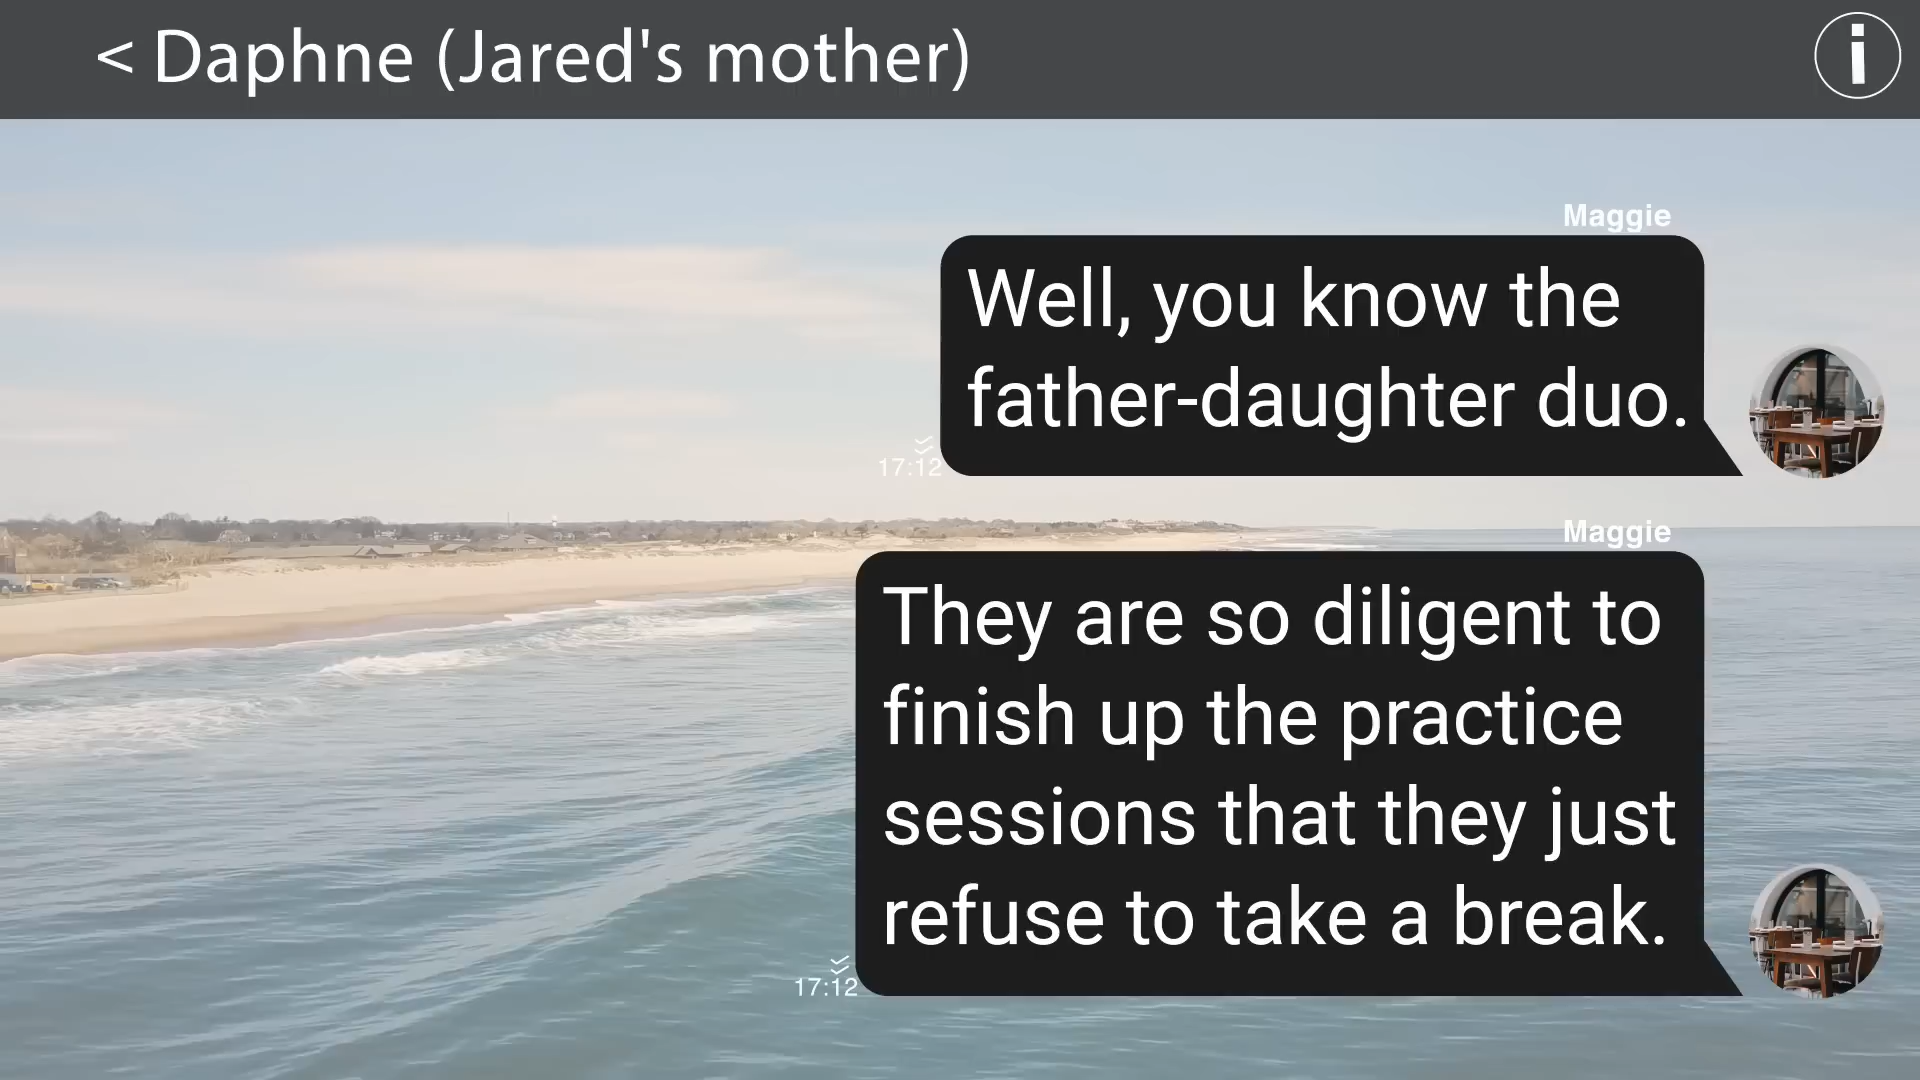 < Daphne (Jared's mother)
i
Maggie
Well, you know the
father-daughter duo.
17:12
Maggie
They are so diligent to
finish up the practice
sessions that they just
refuse to take a break.
17:12